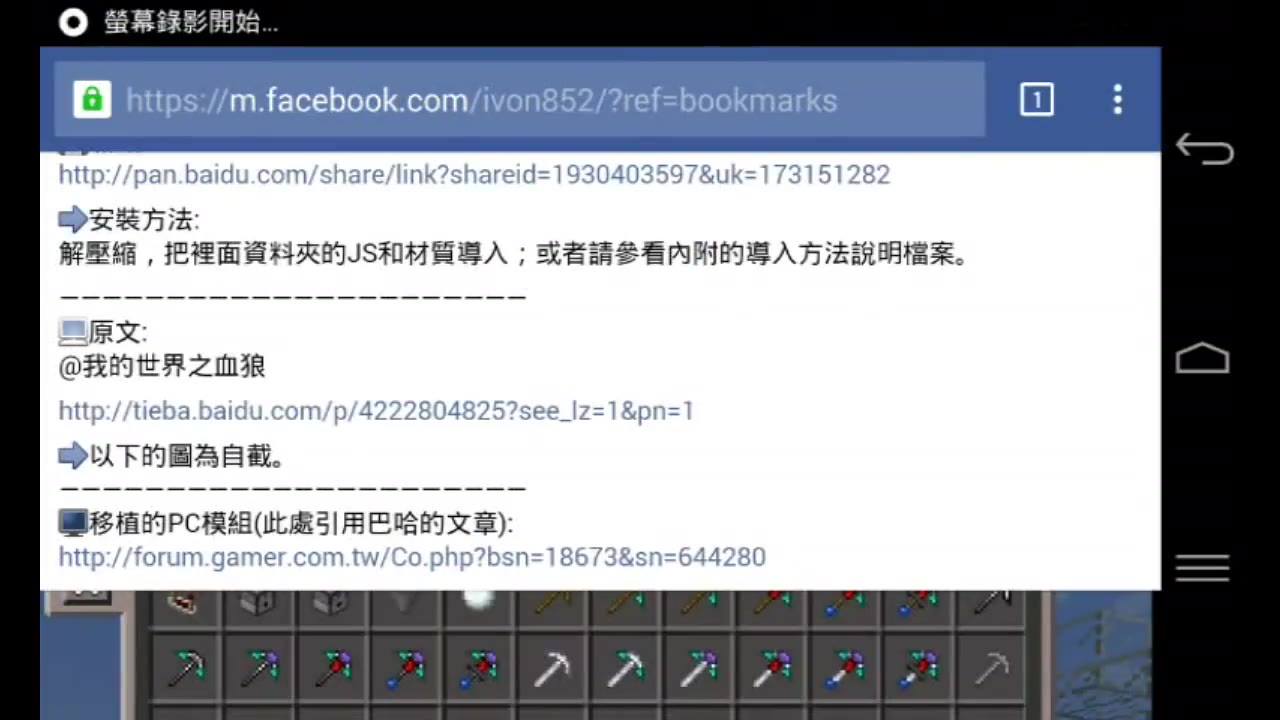 螢幕錄影開始...
https://m.facebook.com/ivon852/?ref=bookmarks
1
http://pan.baidu.com/share/link?shareid=1930403597&uk=173151282
➡安裝方法:
解壓縮，把裡面資料夾的JS和材質導入；或者請參看內附的導入方法說明檔案。
——————————————————————
💻原文:
@我的世界之血狼
http://tieba.baidu.com/p/4222804825?see_lz=1&pn=1
➡以下的圖為自截。
——————————————————————
🖥移植的PC模組(此處引用巴哈的文章):
http://forum.gamer.com.tw/Co.php?bsn=18673&sn=644280